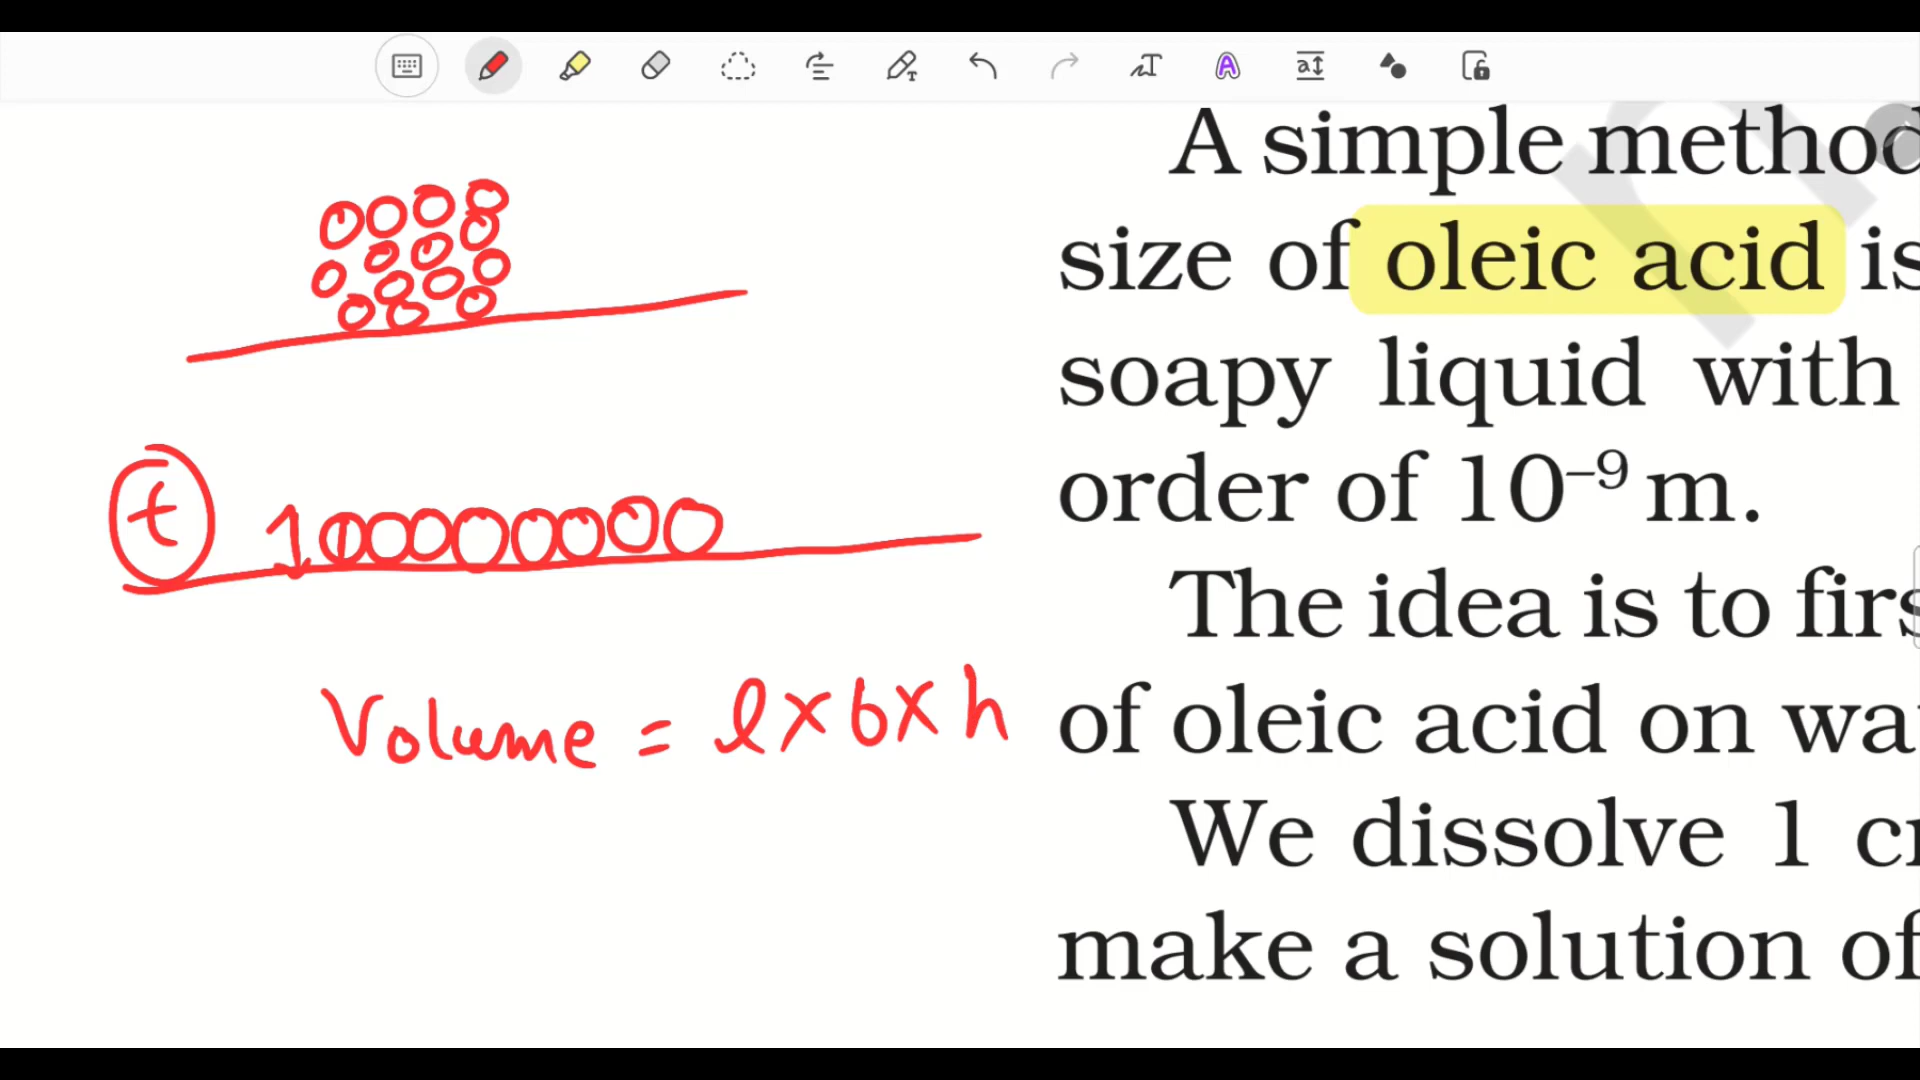 A simple method
size of oleic acid is
soapy liquid with
order of 10⁻⁹ m.
The idea is to firs
of oleic acid on wa
We dissolve 1 c
make a solution of
t
Volume = l x b x h